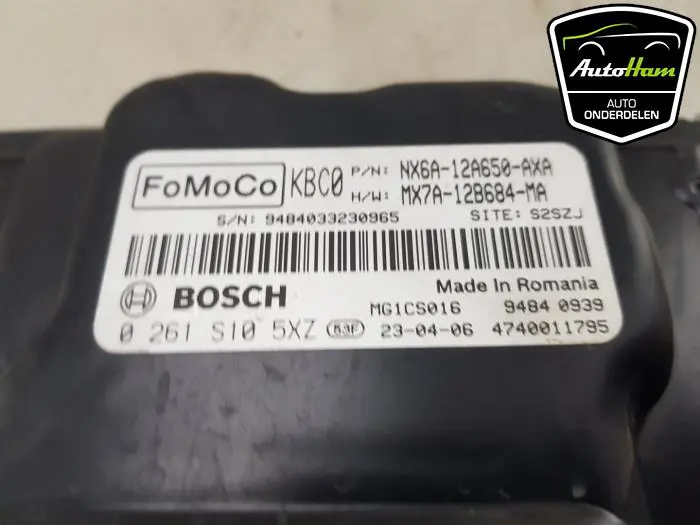 AutoHam
AUTO
ONDERDELEN
FoMoCo KBC0 P/N: NX6A-12A650-AXA
H/W: MX7A-12B684-MA
S/N: 9484033230965 SITE: S2SZJ
BOSCH Made In Romania
MG1CS016 9484 0939
0 261 S10 5XZ 23-04-06 4740011795